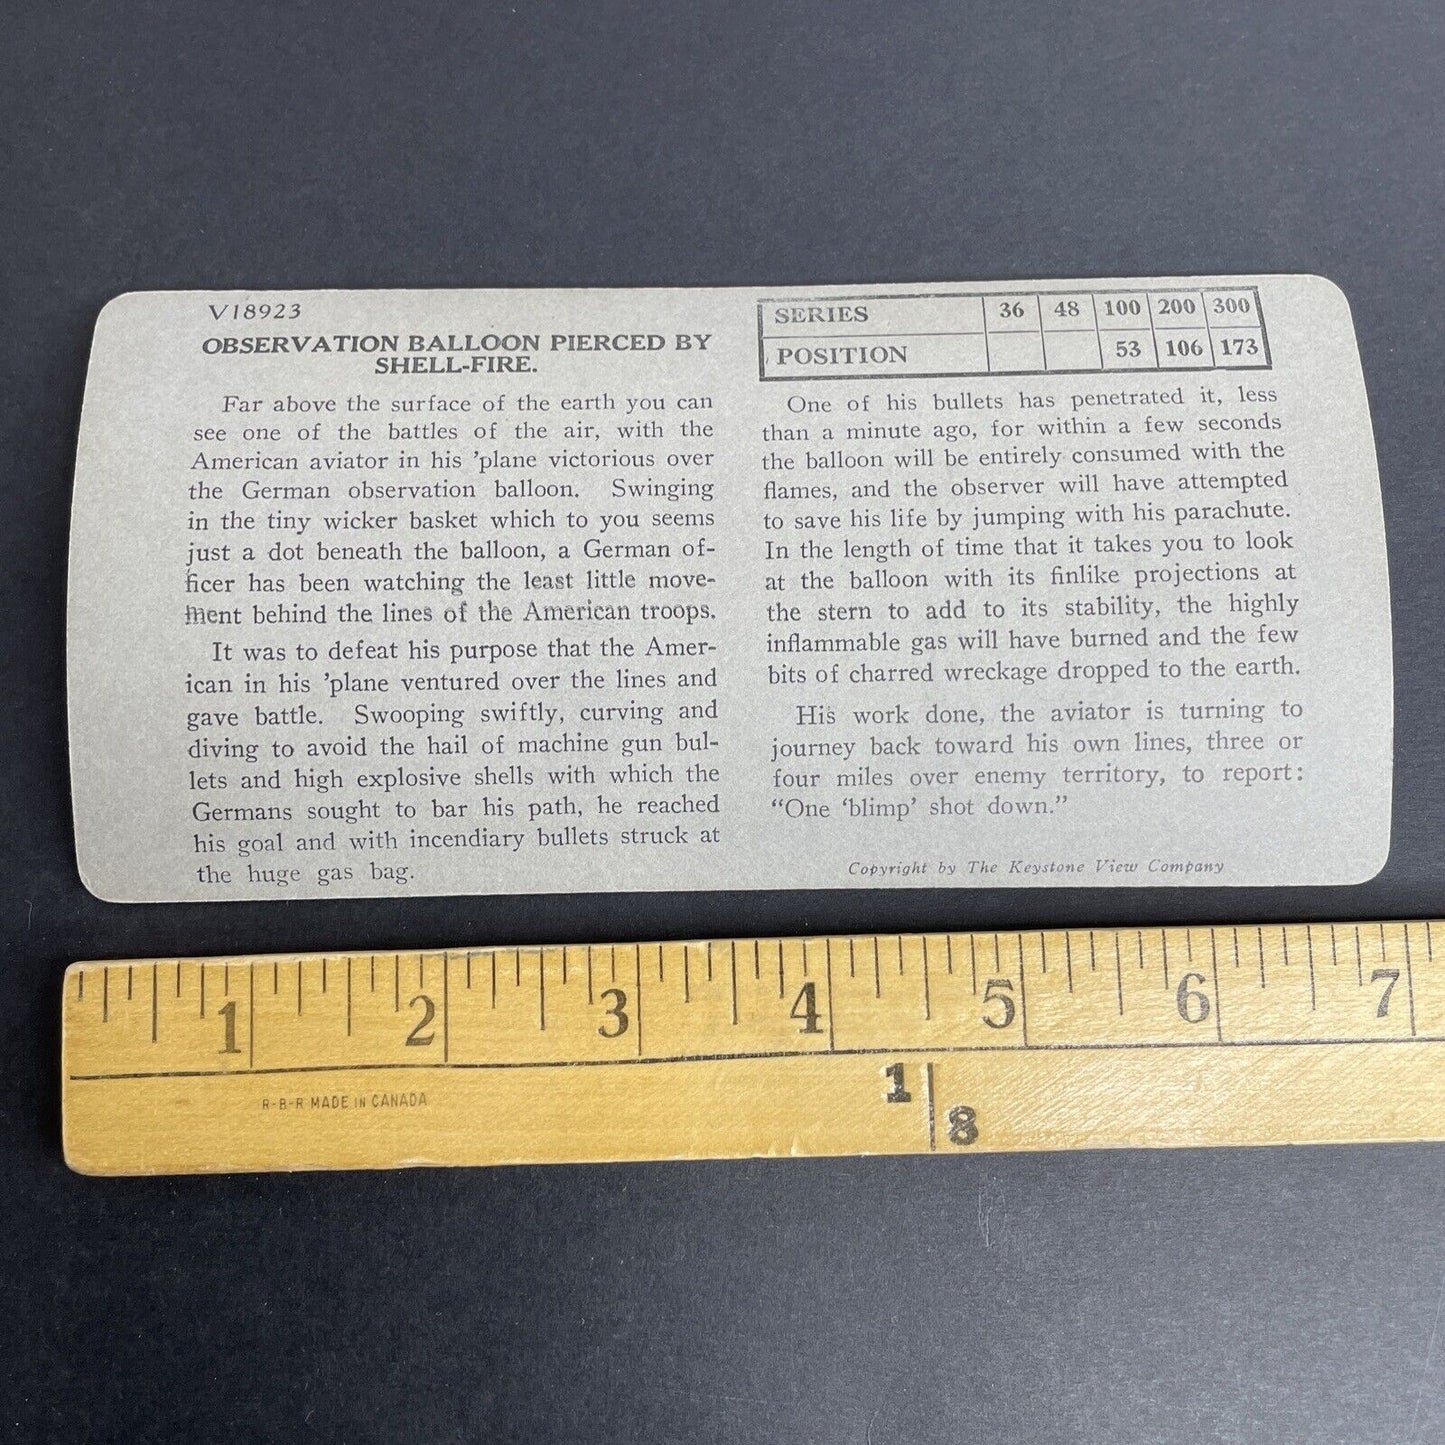 V18923
OBSERVATION BALLOON PIERCED BY
SHELL-FIRE.
Far above the surface of the earth you can
see one of the battles of the air, with the
American aviator in his 'plane victorious over
the German observation balloon. Swinging
in the tiny wicker basket which to you seems
just a dot beneath the balloon, a German of-
ficer has been watching the least little move-
ment behind the lines of the American troops.
It was to defeat his purpose that the Amer-
ican in his 'plane ventured over the lines and
gave battle. Swooping swiftly, curving and
diving to avoid the hail of machine gun bul-
lets and high explosive shells with which the
Germans sought to bar his path, he reached
his goal and with incendiary bullets struck at
the huge gas bag.
SERIES 36 48 100 200 300
POSITION 53 106 173
One of his bullets has penetrated it, less
than a minute ago, for within a few seconds
the balloon will be entirely consumed with the
flames, and the observer will have attempted
to save his life by jumping with his parachute.
In the length of time that it takes you to look
at the balloon with its finlike projections at
the stern to add to its stability, the highly
inflammable gas will have burned and the few
bits of charred wreckage dropped to the earth.
His work done, the aviator is turning to
journey back toward his own lines, three or
four miles over enemy territory, to report:
"One 'blimp' shot down."
Copyright by The Keystone View Company
1 2 3 4 5 6 7
R-B-R MADE IN CANADA
1 8